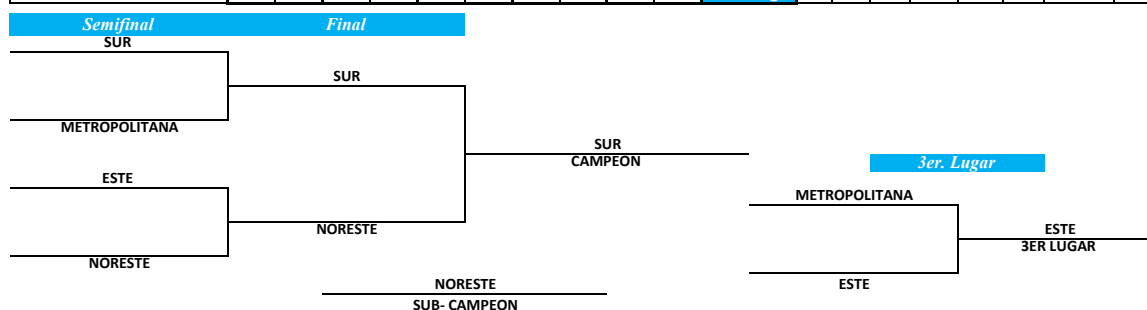 Semifinal Final
SUR
SUR
METROPOLITANA
SUR
CAMPEON
3er. Lugar
ESTE
METROPOLITANA
NORESTE
ESTE
3ER LUGAR
NORESTE
NORESTE
ESTE
SUB- CAMPEON